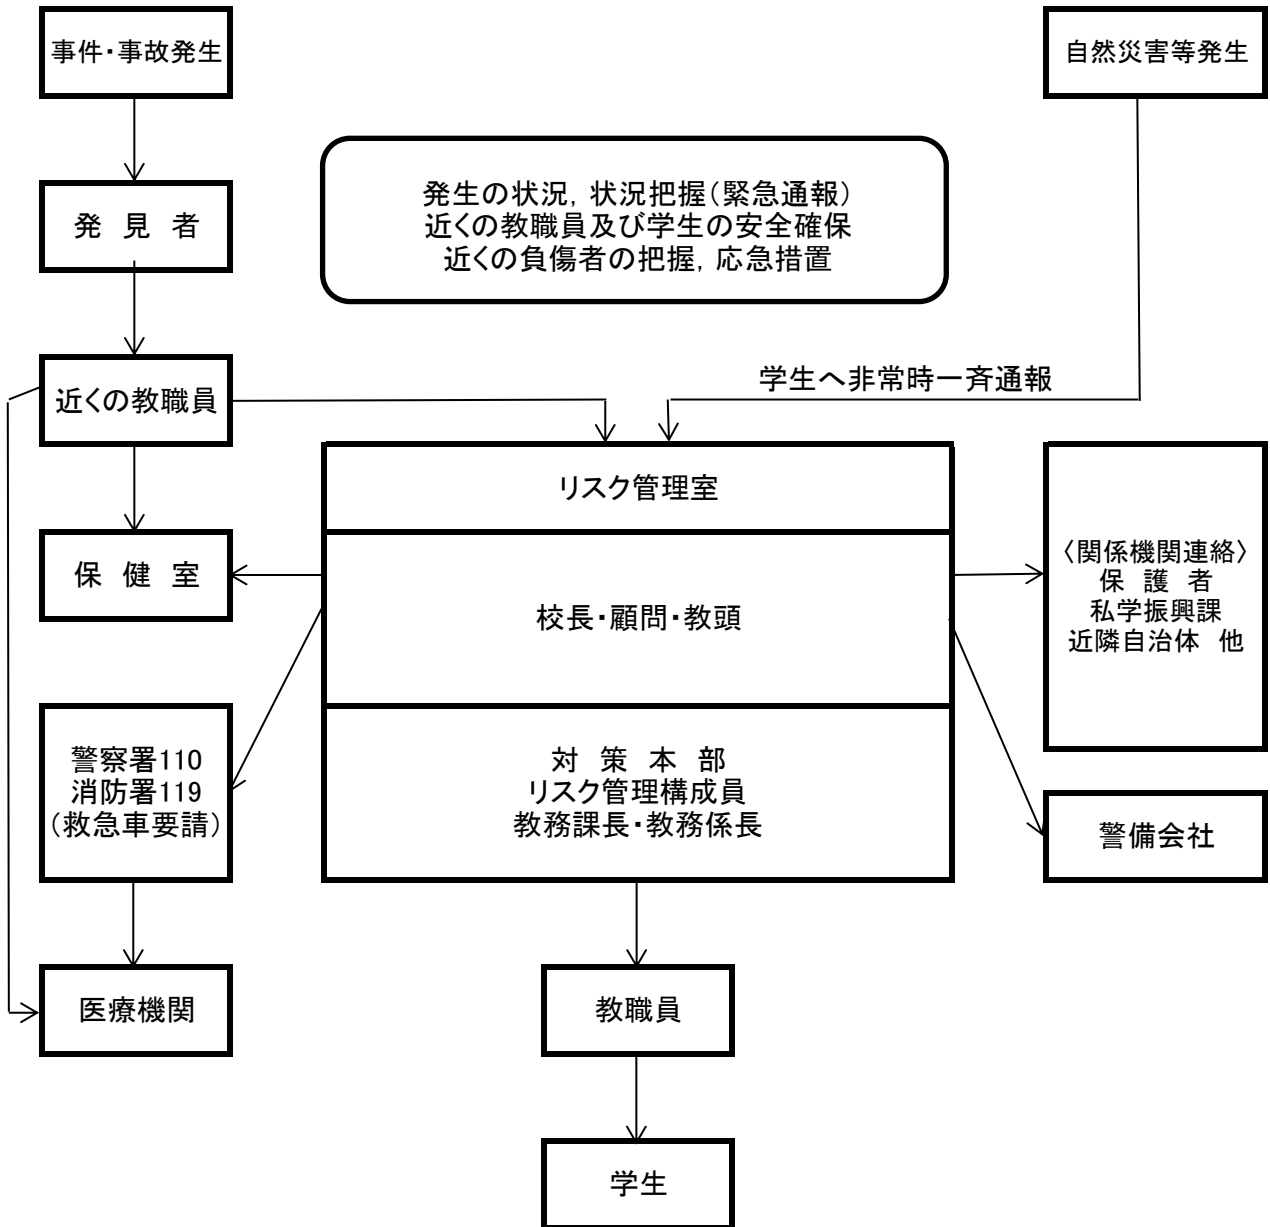 事件・事故発生
自然災害等発生
発生の状況，状況把握（緊急通報）
近くの教職員及び学生の安全確保
近くの負傷者の把握，応急措置
発　見　者
学生へ非常時一斉通報
近くの教職員
リスク管理室
保　健　室
校長・顧問・教頭
〈関係機関連絡〉
保　護　者
私学振興課
近隣自治体　他
警察署110
消防署119
（救急車要請）
対　策　本　部
リスク管理構成員
教務課長・教務係長
警備会社
医療機関
教職員
学生